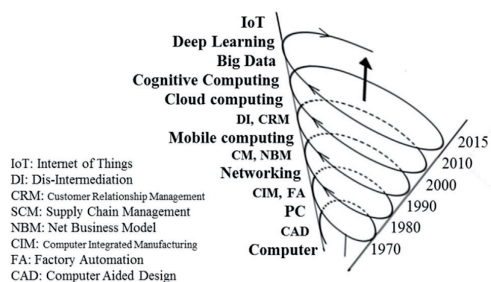 IoT
Deep Learning
Big Data
Cognitive Computing
Cloud computing
DI, CRM
Mobile computing
CM, NBM
Networking
CIM, FA
PC
CAD
Computer
2015
2010
2000
1990
1980
1970
IoT: Internet of Things
DI: Dis-Intermediation
CRM: Customer Relationship Management
SCM: Supply Chain Management
NBM: Net Business Model
CIM: Computer Integrated Manufacturing
FA: Factory Automation
CAD: Computer Aided Design